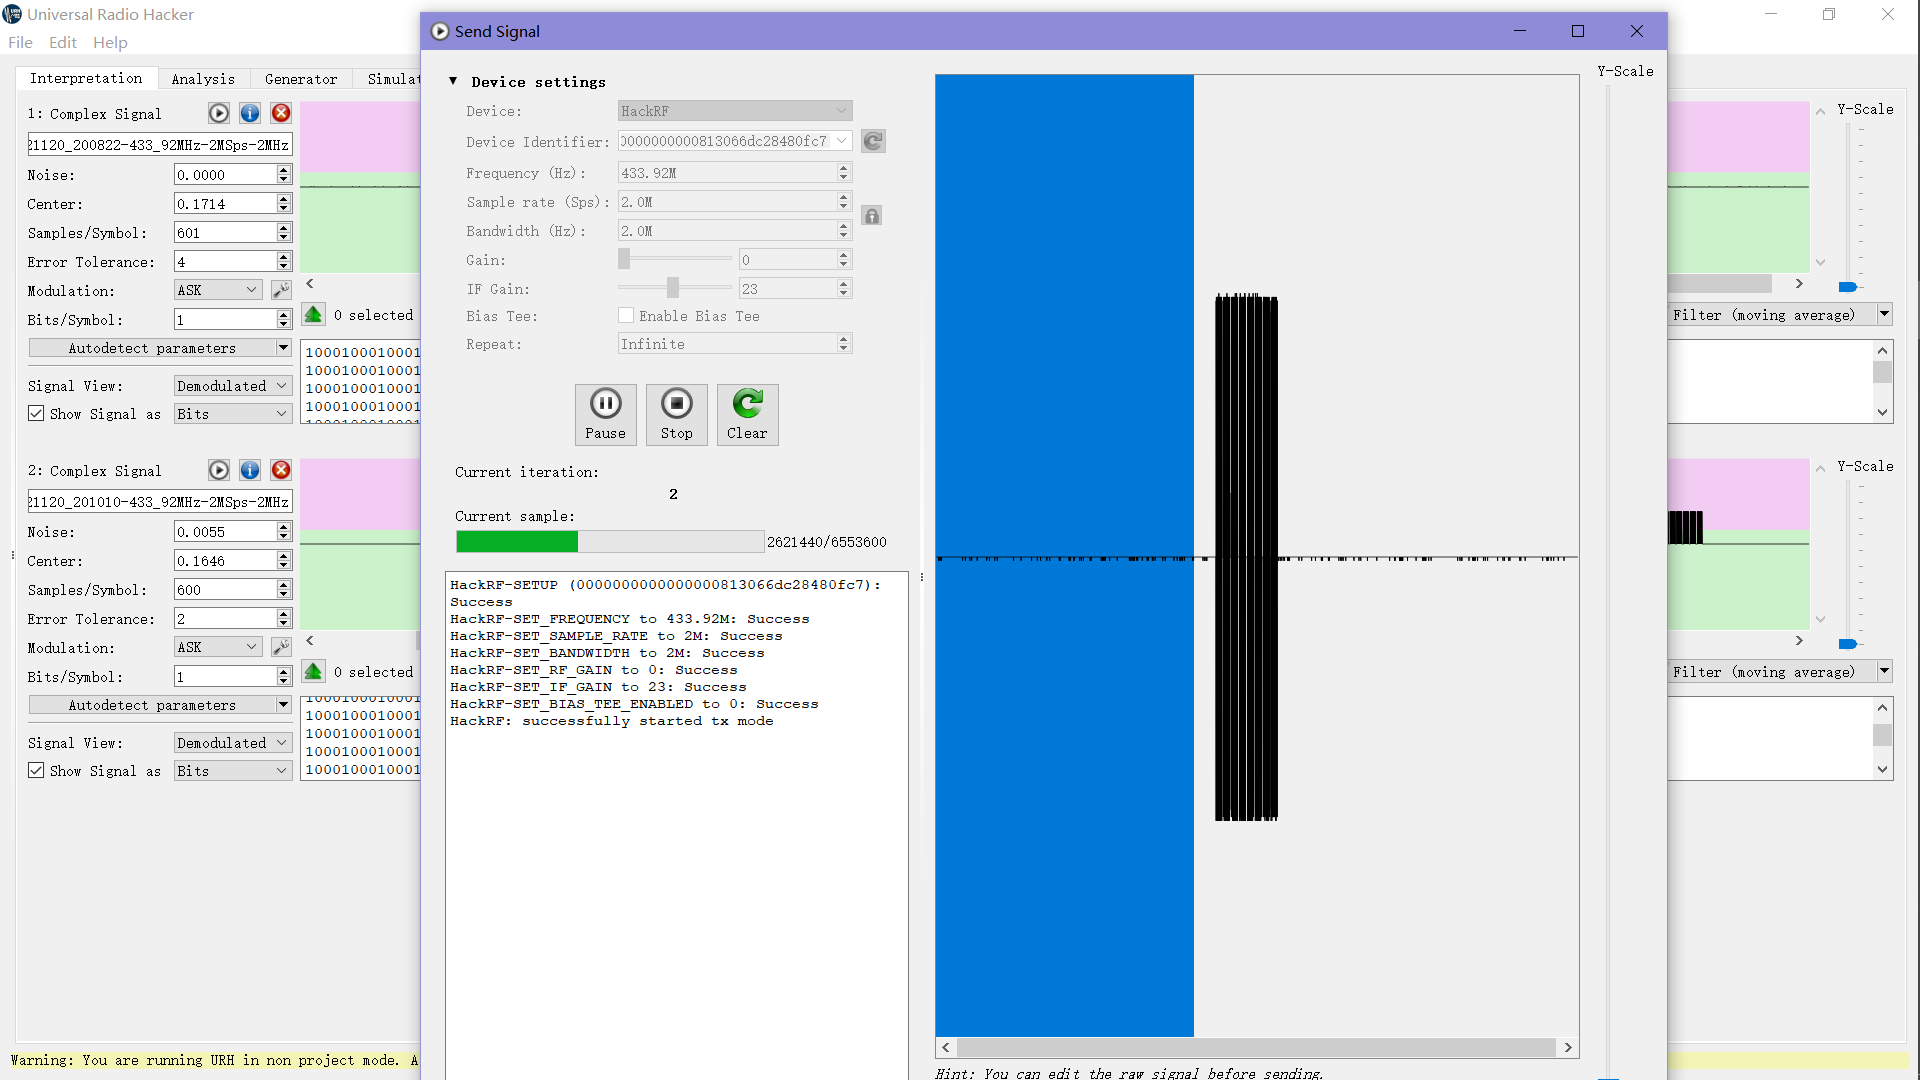 Universal Radio Hacker
File Edit Help
Interpretation Analysis Generator Simulat
1: Complex Signal
21120_200822-433_92MHz-2MSps-2MHz
Noise: 0.0000
Center: 0.1714
Samples/Symbol: 601
Error Tolerance: 4
Modulation: ASK
Bits/Symbol: 1
0 selected
Autodetect parameters
Signal View: Demodulated
Show Signal as Bits
1000100010001
1000100010001
1000100010001
1000100010001
2: Complex Signal
21120_201010-433_92MHz-2MSps-2MHz
Noise: 0.0055
Center: 0.1646
Samples/Symbol: 600
Error Tolerance: 2
Modulation: ASK
Bits/Symbol: 1
0 selected
Autodetect parameters
Signal View: Demodulated
Show Signal as Bits
1000100010001
1000100010001
1000100010001
1000100010001
Warning: You are running URH in non project mode. A
Send Signal
Device settings
Device: HackRF
Device Identifier: 0000000000813066dc28480fc7
Frequency (Hz): 433.92M
Sample rate (Sps): 2.0M
Bandwidth (Hz): 2.0M
Gain: 0
IF Gain: 23
Bias Tee: Enable Bias Tee
Repeat: Infinite
Pause Stop Clear
Current iteration:
2
Current sample:
2621440/6553600
HackRF-SETUP (0000000000000000813066dc28480fc7):
Success
HackRF-SET_FREQUENCY to 433.92M: Success
HackRF-SET_SAMPLE_RATE to 2M: Success
HackRF-SET_BANDWIDTH to 2M: Success
HackRF-SET_RF_GAIN to 0: Success
HackRF-SET_IF_GAIN to 23: Success
HackRF-SET_BIAS_TEE_ENABLED to 0: Success
HackRF: successfully started tx mode
Y-Scale
Hint: You can edit the raw signal before sending.
Y-Scale
Filter (moving average)
Y-Scale
Filter (moving average)